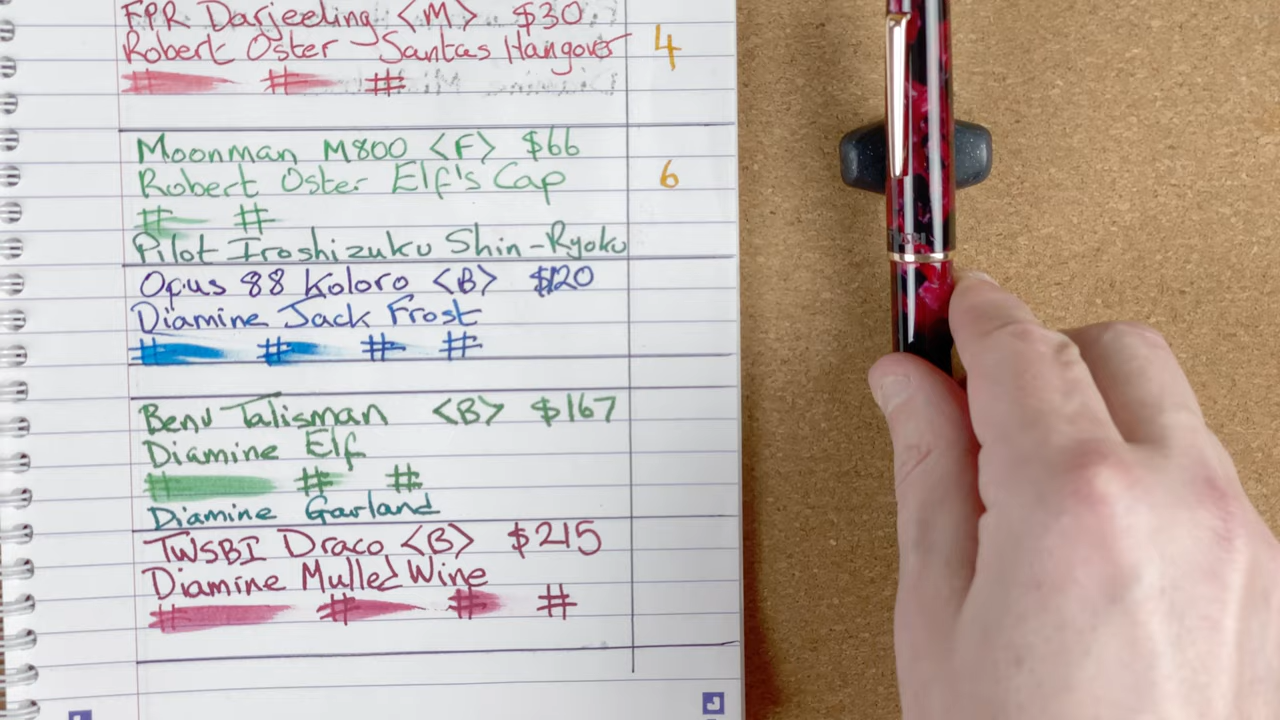 FPR Darjeeling <M> $30
Robert Oster Santas Hangover 4
# # #
Moonman M800 <F> $66
Robert Oster Elf's Cap 6
# #
Pilot Iroshizuku Shin-Ryoku
Opus 88 Koloro <B> $120
Diamine Jack Frost
# # # #
Benu Talisman <B> $167
Diamine Elf
# # #
Diamine Garland
TWSBI Draco <B> $215
Diamine Mulled Wine
# # # #